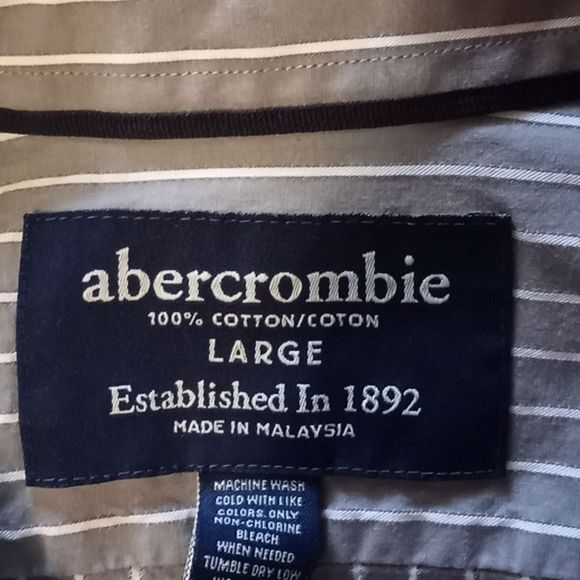 abercrombie
100% COTTON/COTON
LARGE
Established In 1892
MADE IN MALAYSIA
MACHINE WASH
COLD WITH LIKE
COLORS. ONLY
NON-CHLORINE
BLEACH
WHEN NEEDED
TUMBLE DRY LOW